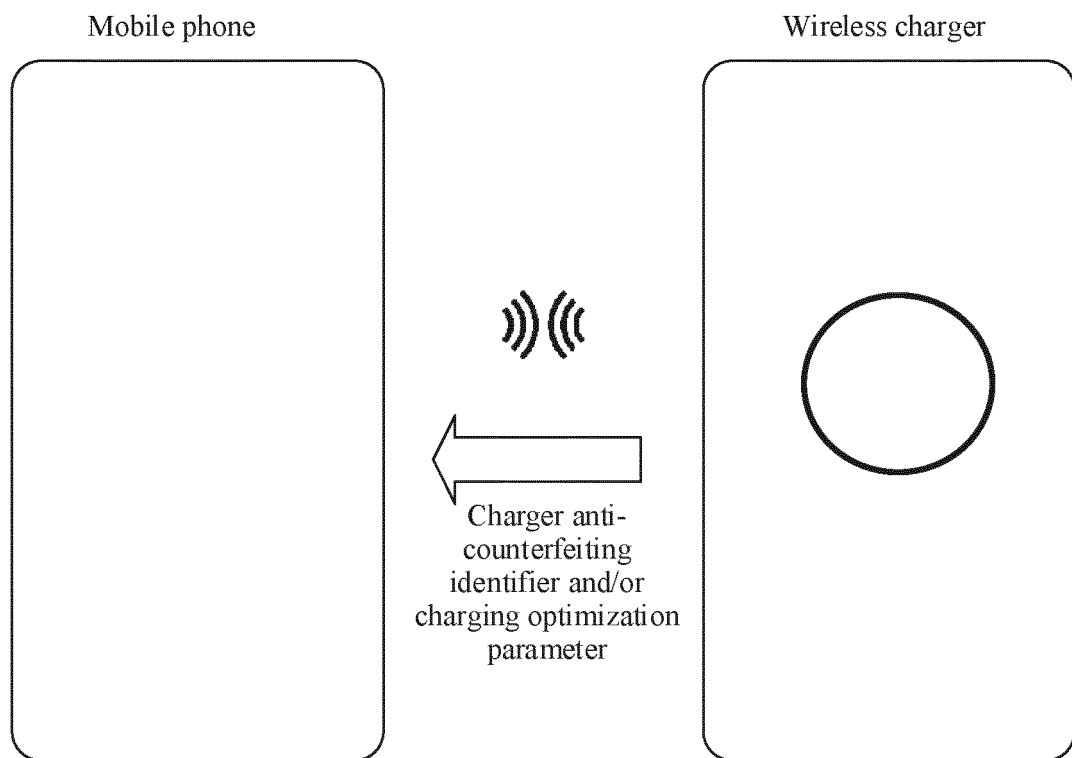 Mobile phone
Wireless charger
Charger anti-
counterfeiting
identifier and/or
charging optimization
parameter